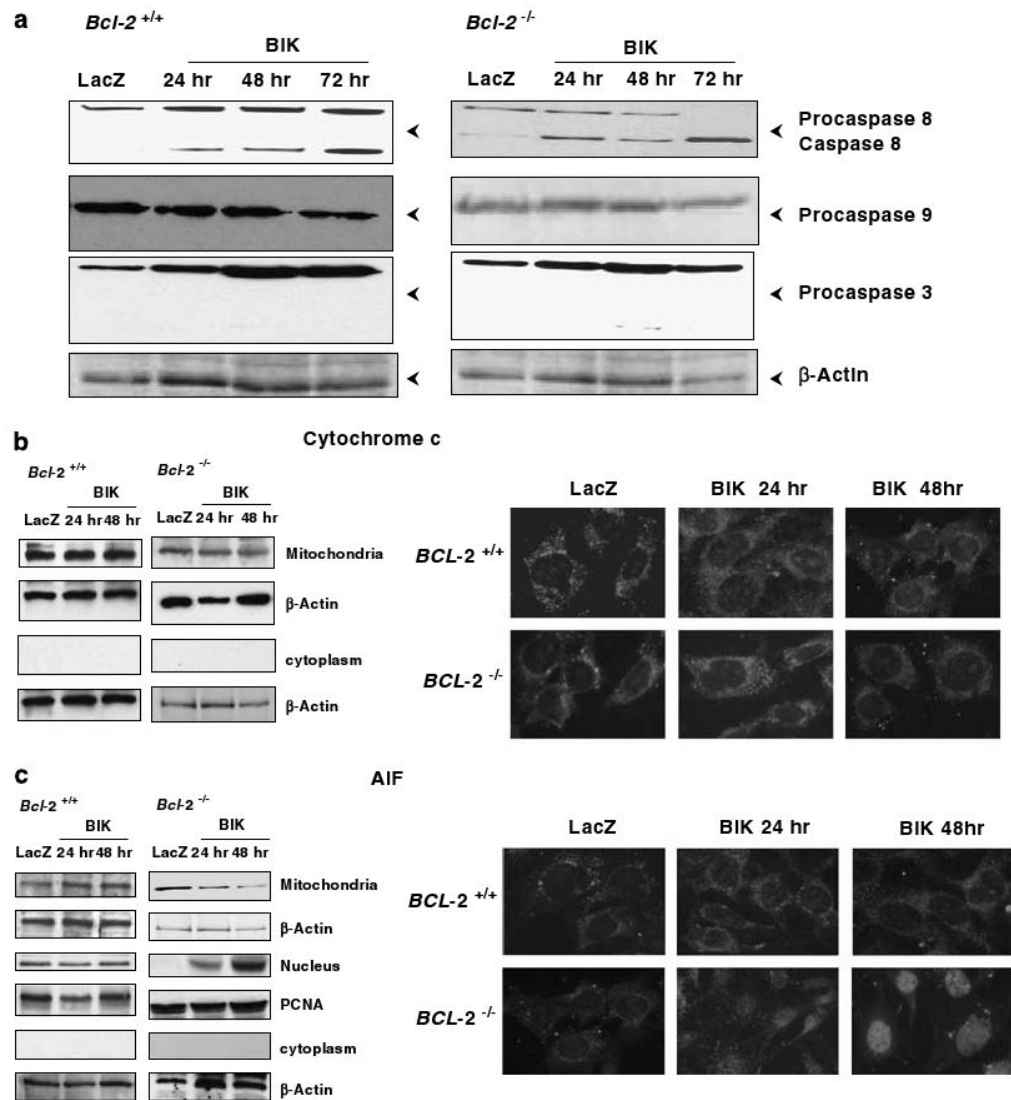 a
Bcl-2 +/+
Bcl-2 -/-
BIK
BIK
LacZ 24 hr 48 hr 72 hr
LacZ 24 hr 48 hr 72 hr
Procaspase 8
Caspase 8
Procaspase 9
Procaspase 3
β-Actin
b
Cytochrome c
Bcl-2 +/+
Bcl-2 -/-
BIK
BIK
LacZ 24 hr 48 hr
LacZ 24 hr 48 hr
Mitochondria
β-Actin
cytoplasm
β-Actin
LacZ BIK 24 hr BIK 48hr
BCL-2 +/+
BCL-2 -/-
c
AIF
Bcl-2 +/+
Bcl-2 -/-
BIK
BIK
LacZ 24 hr 48 hr
LacZ 24 hr 48 hr
Mitochondria
β-Actin
Nucleus
PCNA
cytoplasm
β-Actin
LacZ BIK 24 hr BIK 48hr
BCL-2 +/+
BCL-2 -/-